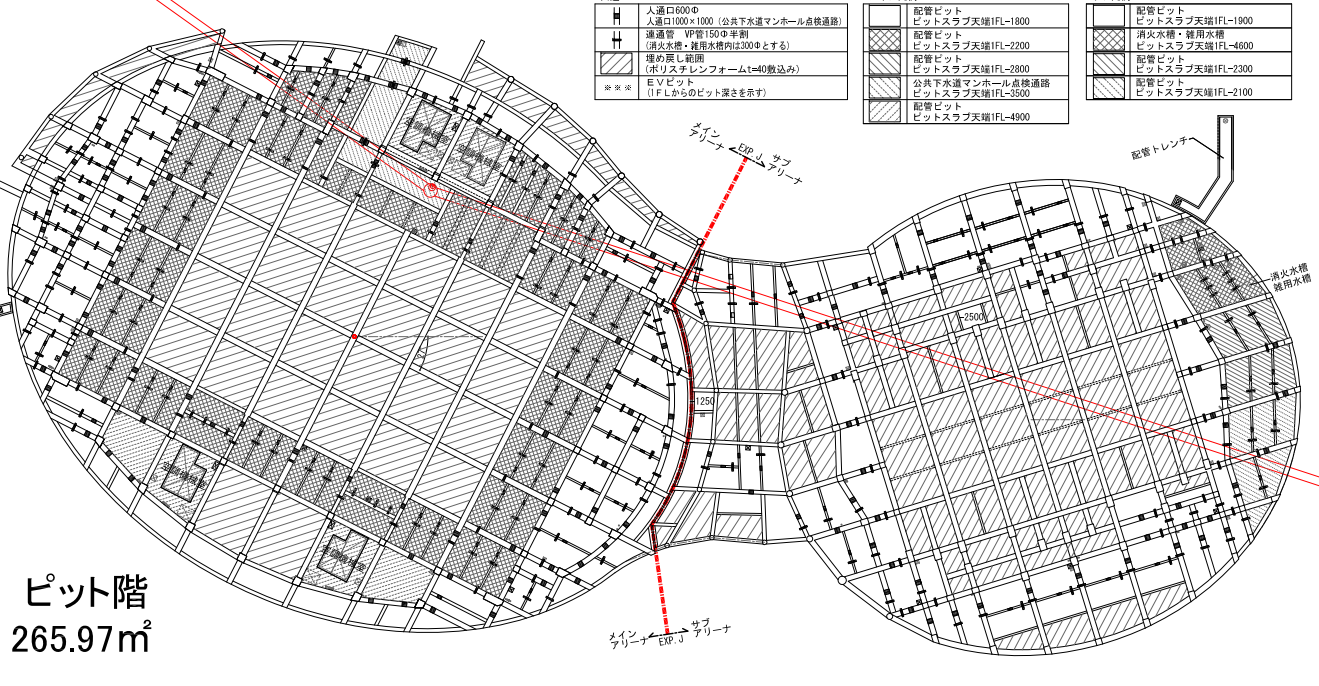 人通口600Φ
人通口1000×1000 (公共下水道マンホール点検通路)
連通管 VP管150Φ半割
(消火水槽・雑用水槽内は300Φとする)
埋め戻し範囲
(ポリスチレンフォームt=40敷込み)
※※※
EVピット
(1FLからのピット深さを示す)
配管ピット
ピットスラブ天端1FL-1800
配管ピット
ピットスラブ天端1FL-2200
配管ピット
ピットスラブ天端1FL-2800
公共下水道マンホール点検通路
ピットスラブ天端1FL-3500
配管ピット
ピットスラブ天端1FL-4900
配管ピット
ピットスラブ天端1FL-1900
消火水槽・雑用水槽
ピットスラブ天端1FL-4600
配管ピット
ピットスラブ天端1FL-2300
配管ピット
ピットスラブ天端1FL-2100
メイン
アリーナ
EXP.J
サブ
アリーナ
配管トレンチ
消火水槽
雑用水槽
-2500
-1250
ピット階
265.97㎡
メイン
アリーナ
EXP.J
サブ
アリーナ